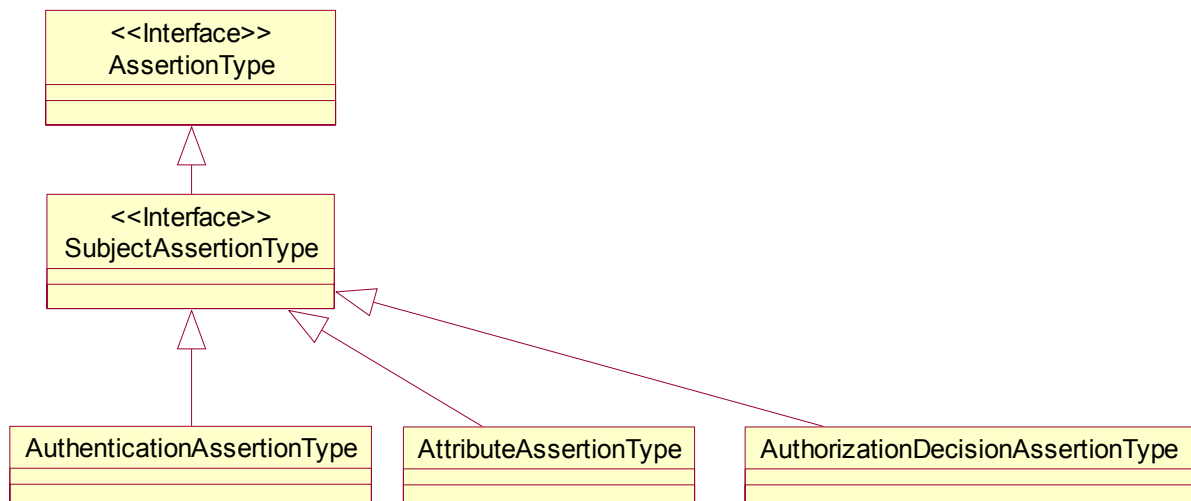 <<Interface>>
AssertionType
<<Interface>>
SubjectAssertionType
AuthenticationAssertionType
AttributeAssertionType
AuthorizationDecisionAssertionType